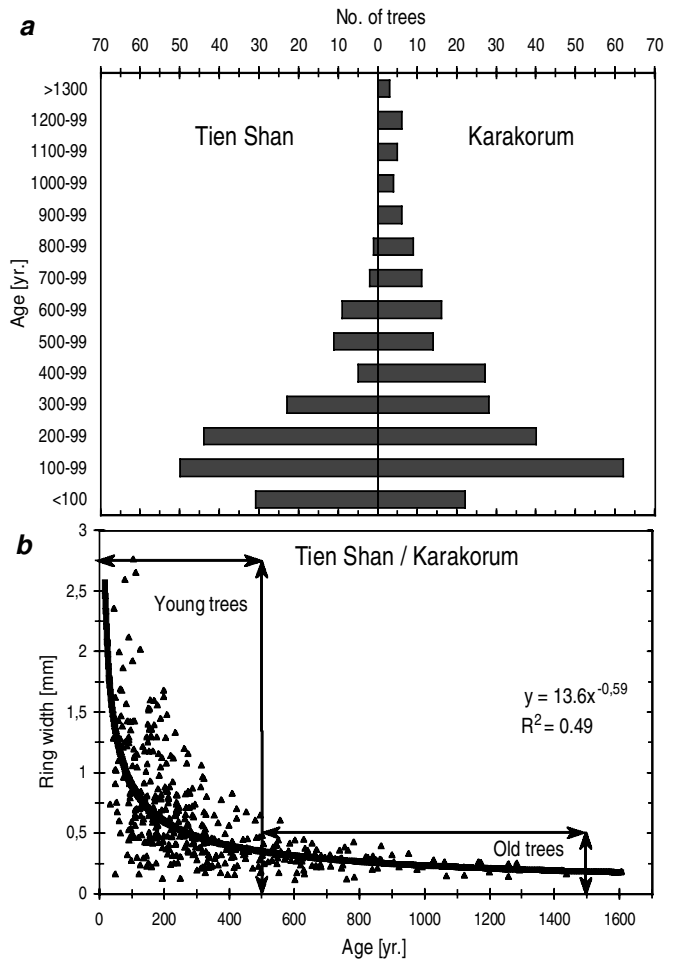 a
No. of trees
70 60 50 40 30 20 10 0 10 20 30 40 50 60 70
Age [yr.]
>1300
1200-99
1100-99
1000-99
900-99
800-99
700-99
600-99
500-99
400-99
300-99
200-99
100-99
<100
Tien Shan
Karakorum
b
Tien Shan / Karakorum
Young trees
y = 13.6x^-0,59
R^2 = 0.49
Old trees
Ring width [mm]
3
2,5
2
1,5
1
0,5
0
0 200 400 600 800 1000 1200 1400 1600
Age [yr.]